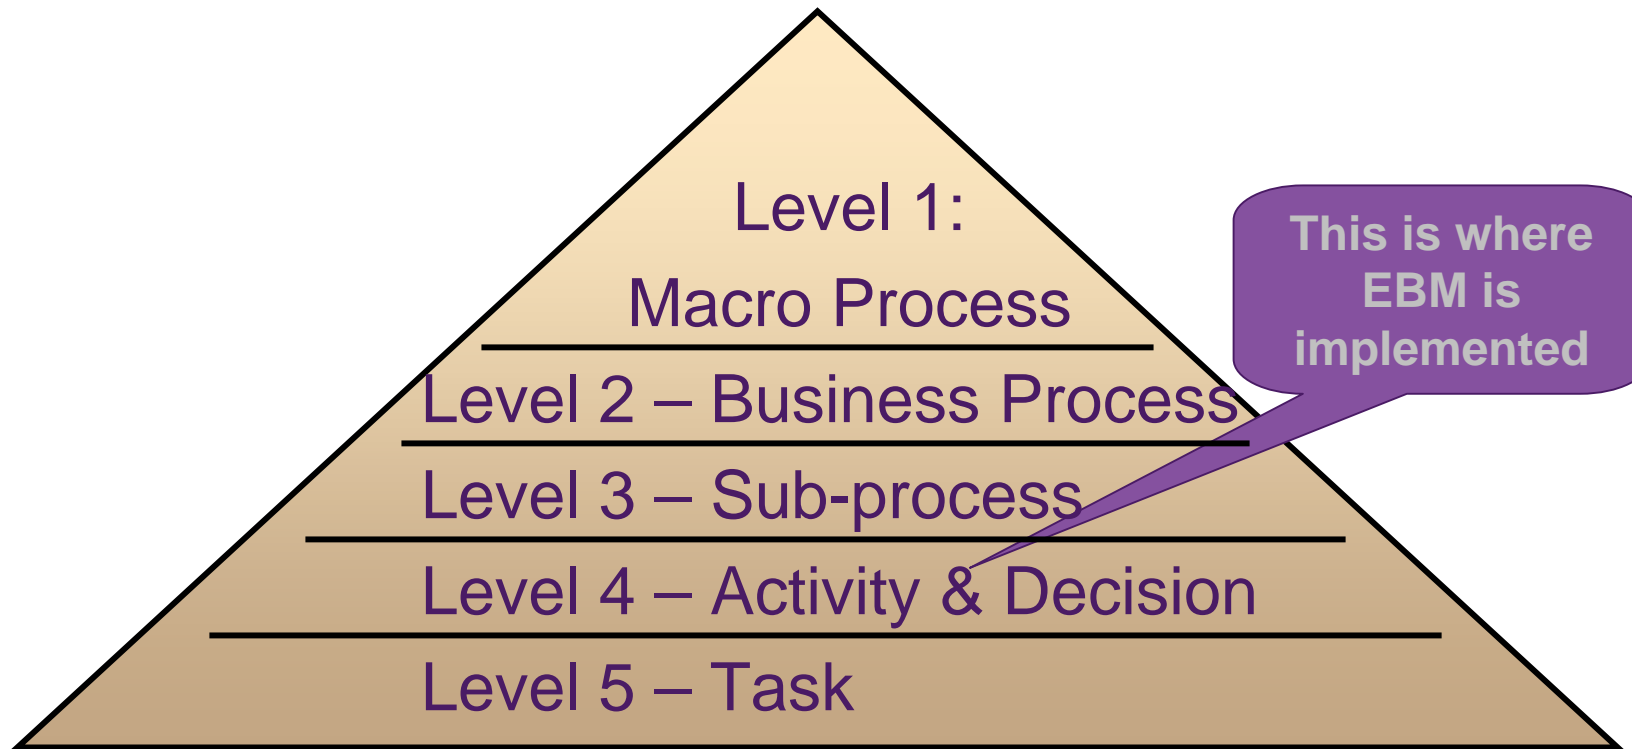 Level 1:
Macro Process
Level 2 – Business Process
Level 3 – Sub-process
Level 4 – Activity & Decision
Level 5 – Task
This is where
EBM is
implemented